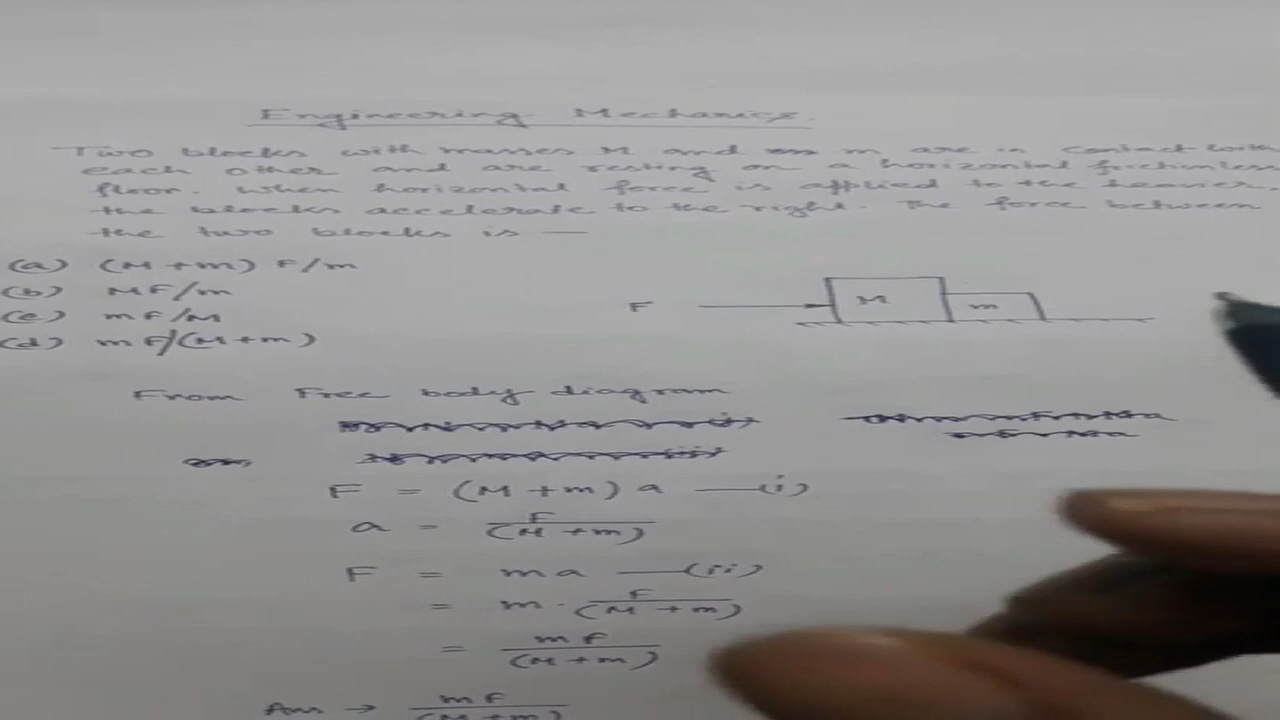 Engineering Mechanics
Two blocks with masses M and m are in contact with
each other and are resting on a horizontal frictionless
floor. When horizontal force is applied to the heavier,
the blocks accelerate to the right. The force between
the two blocks is —
(a) (M+m) F/m
(b) MF/m
(c) mF/M
(d) mF/(M+m)
F M m
From Free body diagram
F = (M+m) a —(i)
a = F/(M+m)
F = ma —(ii)
= m · F/(M+m)
= mF/(M+m)
Ans → mF/(M+m)